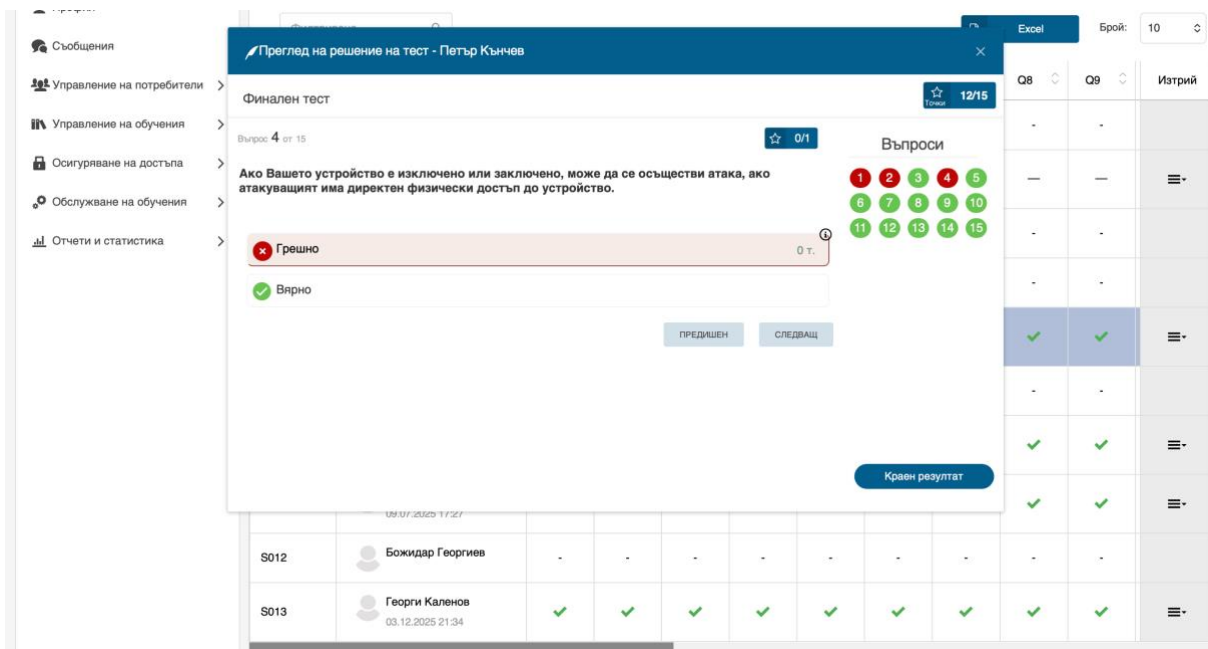 Съобщения
Управление на потребители
Управление на обучения
Осигуряване на достъпа
Обслужване на обучения
Отчети и статистика
Excel
Брой:
10
Преглед на решение на тест - Петър Кънчев
Финален тест
Точки
12/15
Въпрос 4 от 15
0/1
Ако Вашето устройство е изключено или заключено, може да се осъществи атака, ако
атакуващият има директен физически достъп до устройство.
Грешно
0 т.
Вярно
ПРЕДИШЕН
СЛЕДВАЩ
Въпроси
1 2 3 4 5
6 7 8 9 10
11 12 13 14 15
Краен резултат
Q8
Q9
Изтрий
- -
— —
- -
- -
- -
09.07.2025 17:27
S012
Божидар Георгиев
- - - - - - - - -
S013
Георги Каленов
03.12.2025 21:34